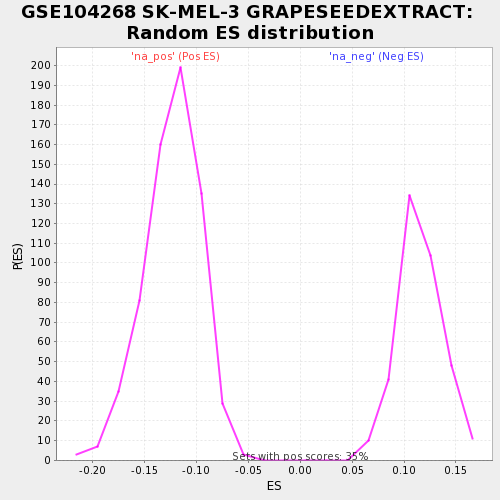 GSE104268 SK-MEL-3 GRAPESEEDEXTRACT:
Random ES distribution
'na_pos' (Pos ES)
'na_neg' (Neg ES)
200
190
180
170
160
150
140
130
120
110
100
90
80
70
60
50
40
30
20
10
0
P(ES)
Sets with pos scores: 35%
-0.20 -0.15 -0.10 -0.05 0.00 0.05 0.10 0.15
ES